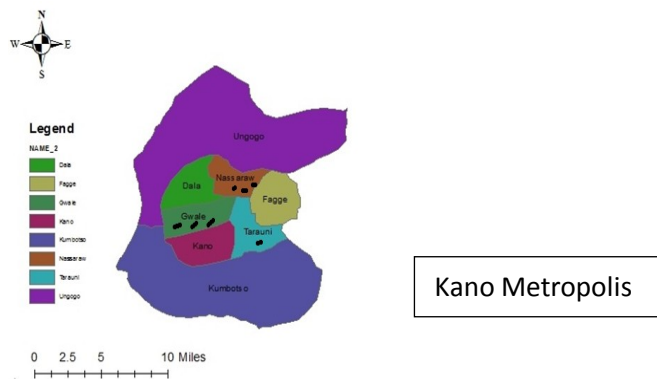 N
W E
S
Legend
NAME_2
Dala
Fagge
Gwale
Kano
Kumbotso
Nassaraw
Tarauni
Ungogo
Ungogo
Nassaraw
Dala
Fagge
Gwale
Tarauni
Kano
Kumbotso
Kano Metropolis
0 2.5 5 10 Miles